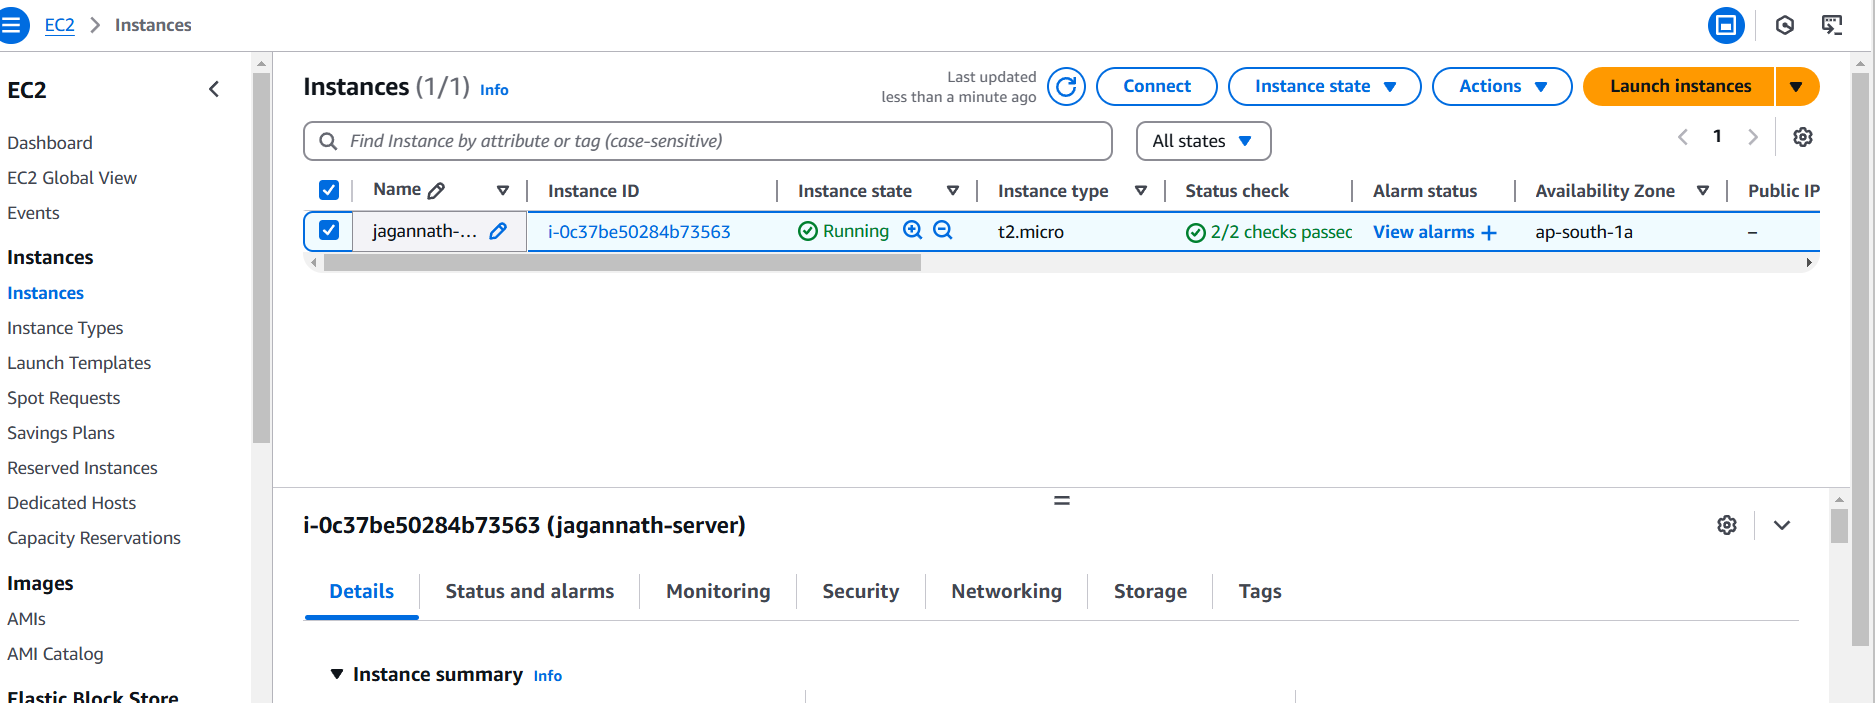 EC2 > Instances
EC2
Dashboard
EC2 Global View
Events
Instances
Instances
Instance Types
Launch Templates
Spot Requests
Savings Plans
Reserved Instances
Dedicated Hosts
Capacity Reservations
Images
AMIs
AMI Catalog
Elastic Block Store
Instances (1/1) Info
Last updated
less than a minute ago
Connect
Instance state
Actions
Launch instances
Find Instance by attribute or tag (case-sensitive)
All states
1
Name Instance ID Instance state Instance type Status check Alarm status Availability Zone Public IP
jagannath-... i-0c37be50284b73563 Running t2.micro 2/2 checks passec View alarms + ap-south-1a –
i-0c37be50284b73563 (jagannath-server)
Details Status and alarms Monitoring Security Networking Storage Tags
Instance summary Info